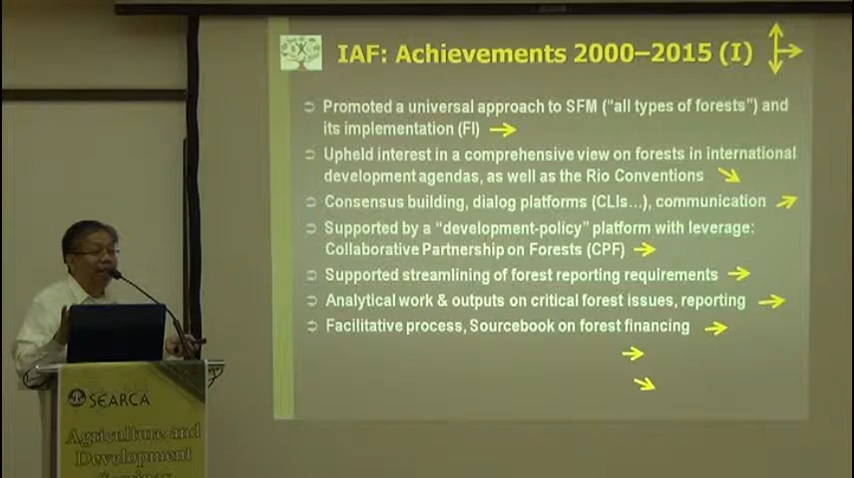 IAF: Achievements 2000–2015 (I)
Promoted a universal approach to SFM ("all types of forests") and
its implementation (FI)
Upheld interest in a comprehensive view on forests in international
development agendas, as well as the Rio Conventions
Consensus building, dialog platforms (CLIs...), communication
Supported by a "development-policy" platform with leverage:
Collaborative Partnership on Forests (CPF)
Supported streamlining of forest reporting requirements
Analytical work & outputs on critical forest issues, reporting
Facilitative process, Sourcebook on forest financing
SEARCA
Agriculture and
Development
Seminar